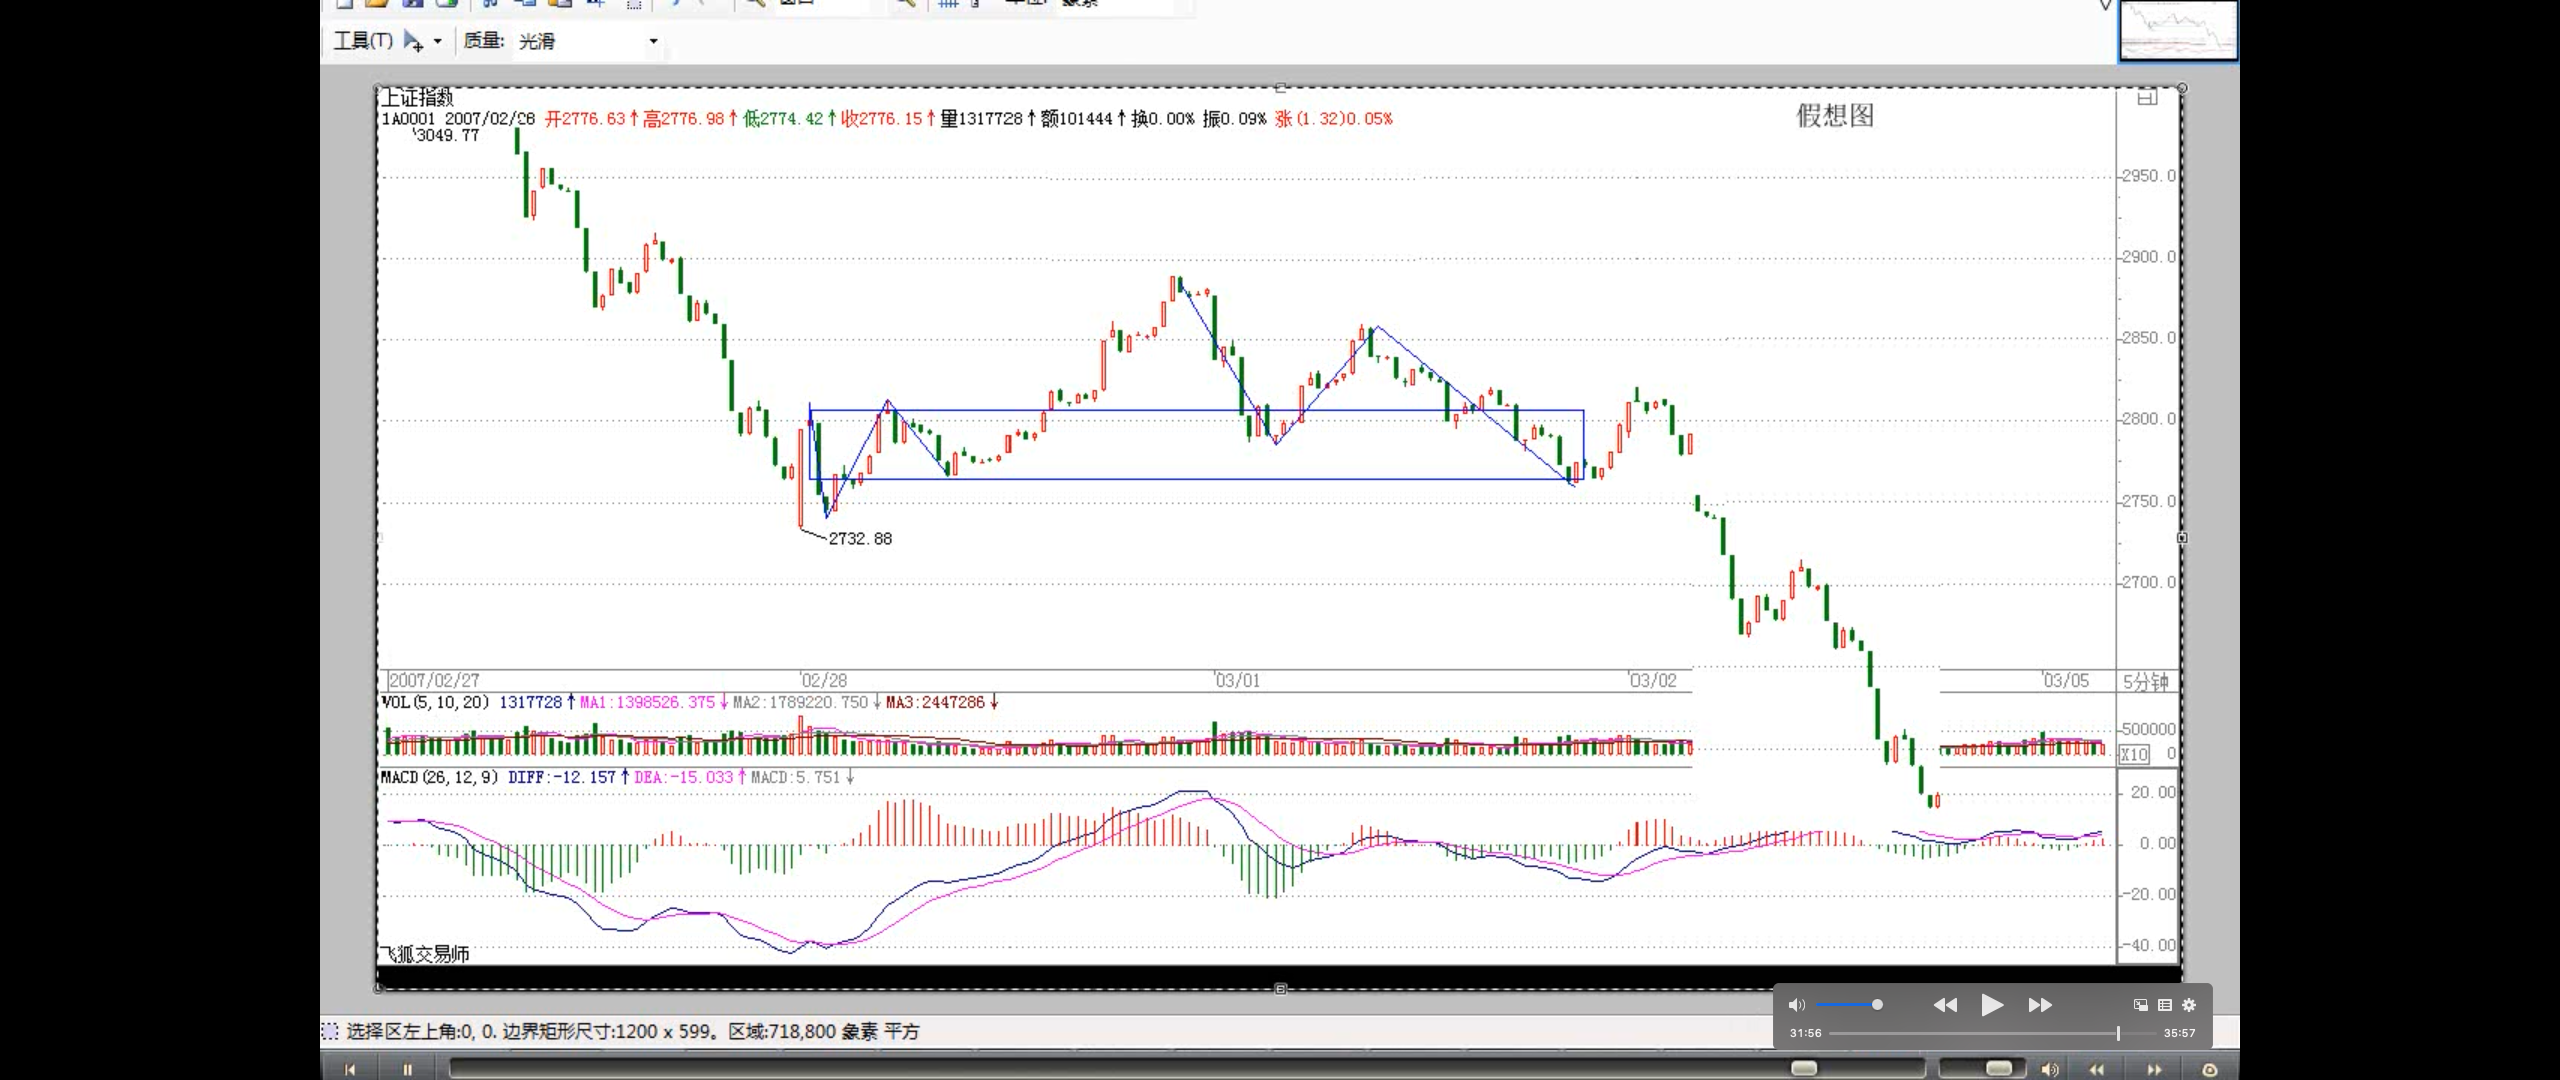 工具(T) 质量: 光滑
上证指数
1A0001 2007/02/28 开2776.63↑高2776.98↑低2774.42↑收2776.15↑量1317728↑额101444↑换0.00% 振0.09% 涨(1.32)0.05%
假想图
3049.77
2950.0
2900.0
2850.0
2800.0
2750.0
2732.88
2700.0
2007/02/27 02/28 03/01 03/02 03/05 5分钟
VOL(5,10,20) 1317728↑MA1:1398526.375↓MA2:1789220.750↓MA3:2447286↓
500000
X10 0
MACD(26,12,9) DIFF:-12.157↑DEA:-15.033↑MACD:5.751↓
20.00
0.00
-20.00
-40.00
飞狐交易师
31:56 35:57
选择区左上角:0, 0. 边界矩形尺寸:1200 x 599。区域:718,800 象素 平方